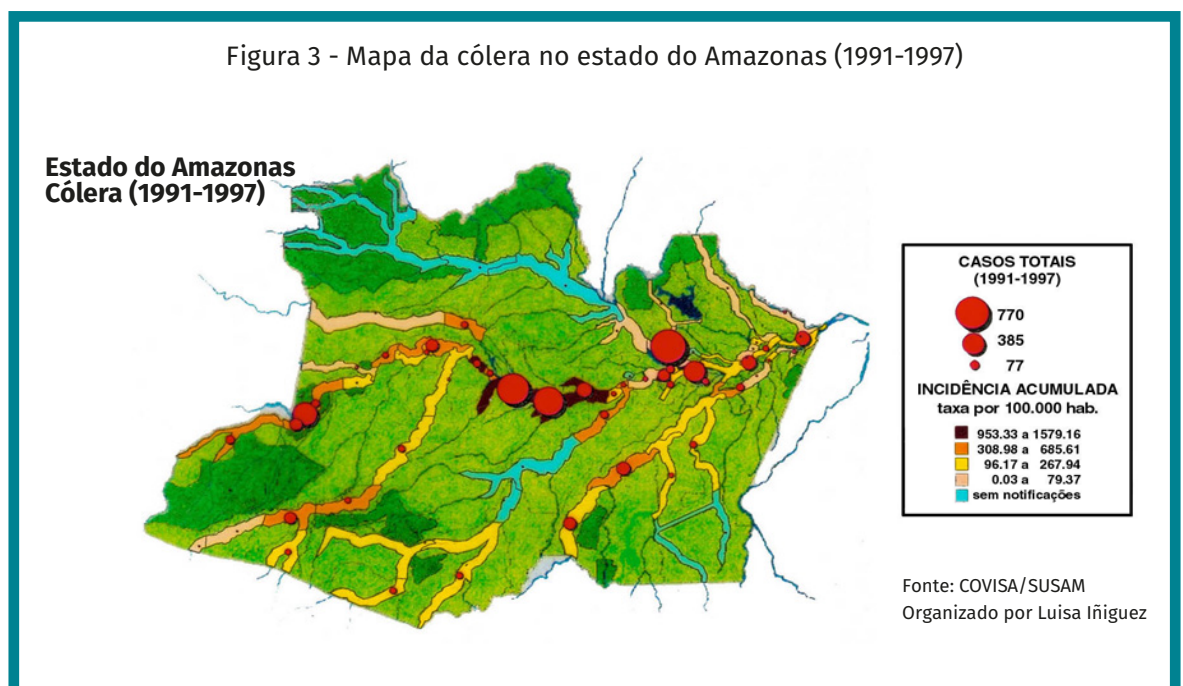 Figura 3 - Mapa da cólera no estado do Amazonas (1991-1997)
Estado do Amazonas
Cólera (1991-1997)
CASOS TOTAIS
(1991-1997)
770
385
77
INCIDÊNCIA ACUMULADA
taxa por 100.000 hab.
953.33 a 1579.16
308.98 a 685.61
96.17 a 267.94
0.03 a 79.37
sem notificações
Fonte: COVISA/SUSAM
Organizado por Luisa Iñiguez